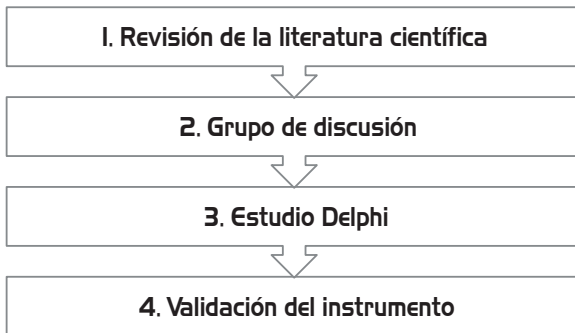 1. Revisión de la literatura científica
2. Grupo de discusión
3. Estudio Delphi
4. Validación del instrumento